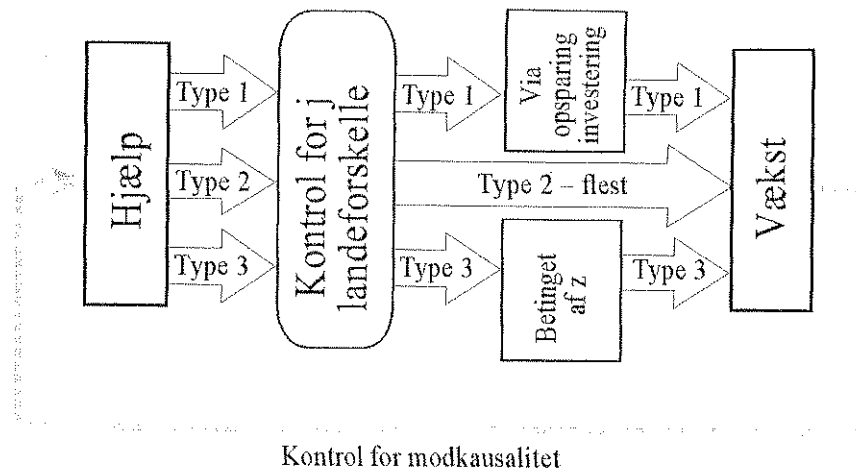 Hjælp
Type 1
Type 2
Type 3
Kontrol for j
landeforskelle
Type 1
Via
opsparing
investering
Type 1
Type 2 – flest
Type 3
Betinget
af z
Type 3
Vækst
Kontrol for modkausalitet